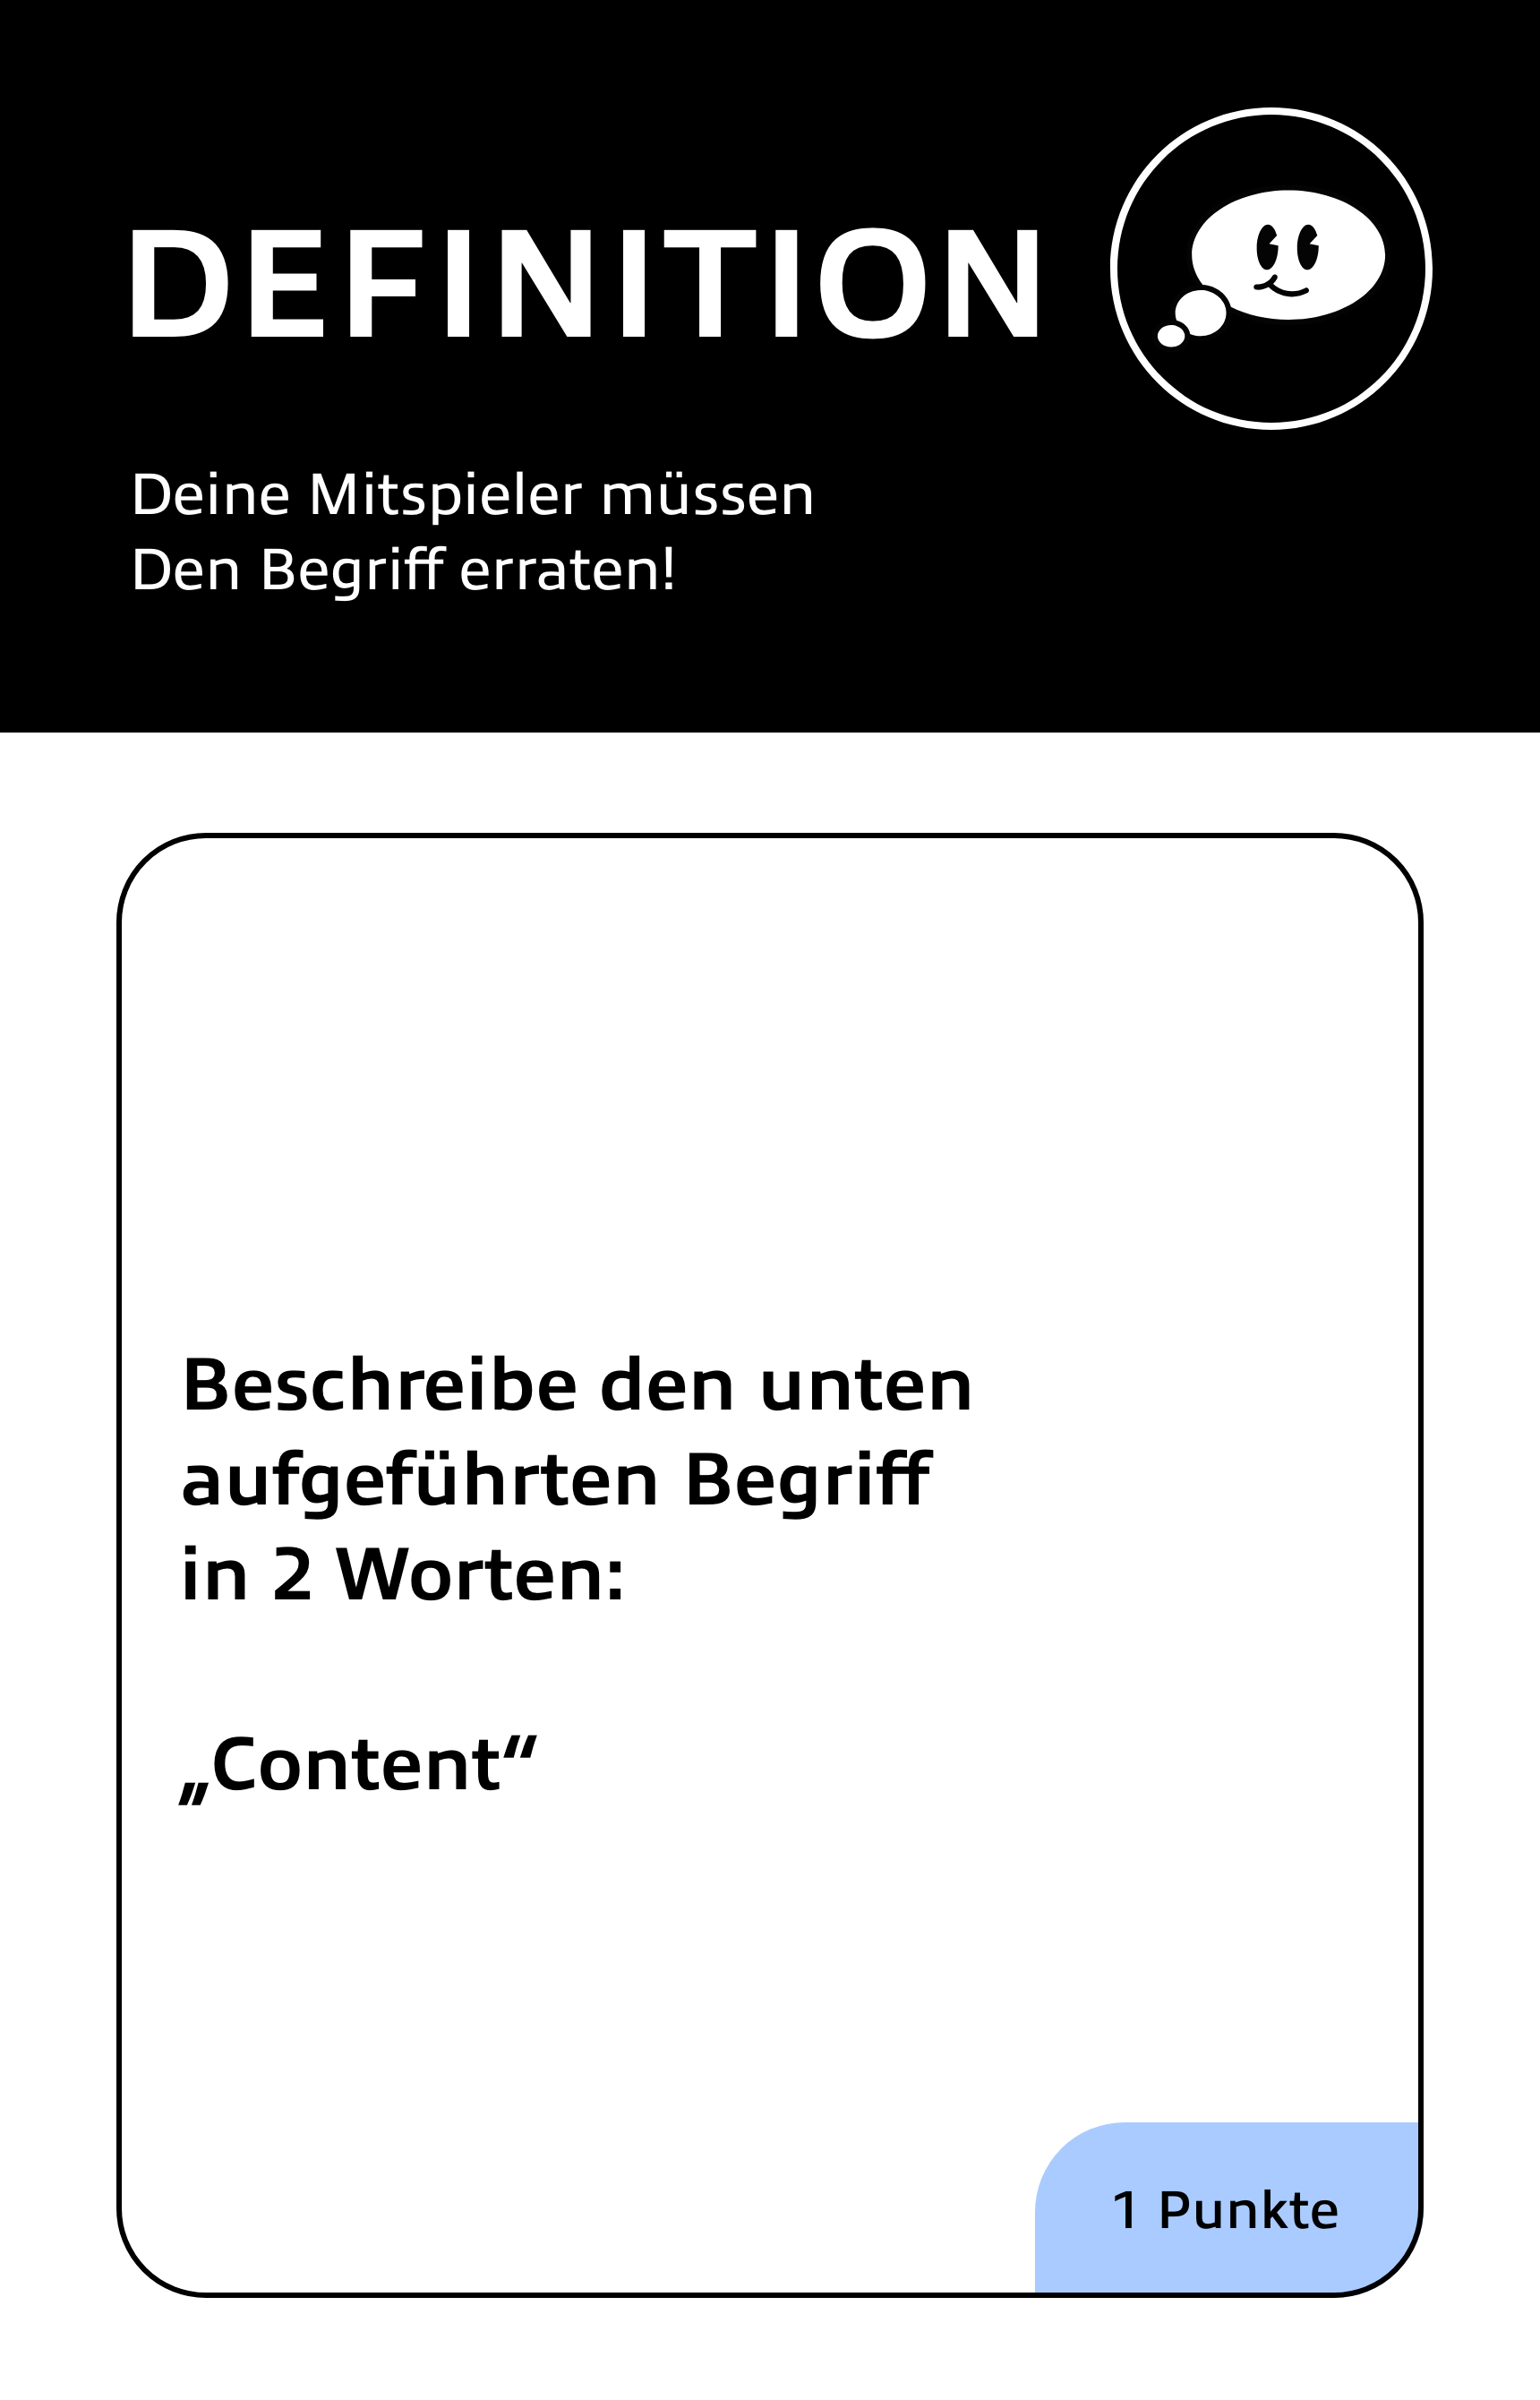 DEFINITION
Deine Mitspieler müssen
Den Begriff erraten!
Beschreibe den unten
aufgeführten Begriff
in 2 Worten:
„Content“
1 Punkte